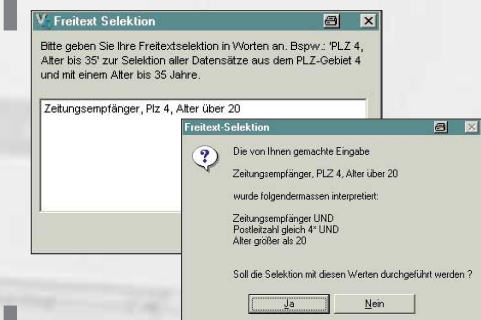 Freitext Selektion
Bitte geben Sie Ihre Freitextselektion in Worten an. Bspw.: 'PLZ 4,
Alter bis 35' zur Selektion aller Datensätze aus dem PLZ-Gebiet 4
und mit einem Alter bis 35 Jahre.
Zeitungsempfänger, Plz 4, Alter über 20
Freitext-Selektion
Die von Ihnen gemachte Eingabe
Zeitungsempfänger, PLZ 4, Alter über 20
wurde folgendermassen interpretiert:
Zeitungsempfänger UND
Postleitzahl gleich 4* UND
Alter größer als 20
Soll die Selektion mit diesen Werten durchgeführt werden ?
Ja
Nein